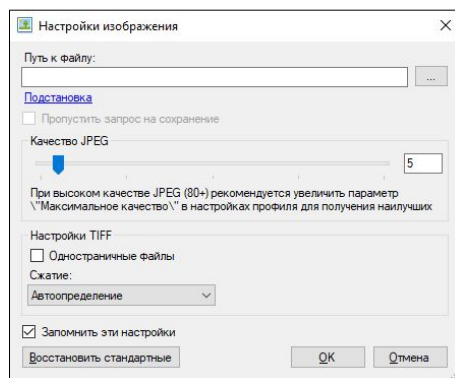 Настройки изображения
Путь к файлу:
...
Подстановка
Пропустить запрос на сохранение
Качество JPEG
5
При высоком качестве JPEG (80+) рекомендуется увеличить параметр
\"Максимальное качество\" в настройках профиля для получения наилучших
Настройки TIFF
Одностраничные файлы
Сжатие:
Автоопределение
Запомнить эти настройки
Восстановить стандартные OK Отмена